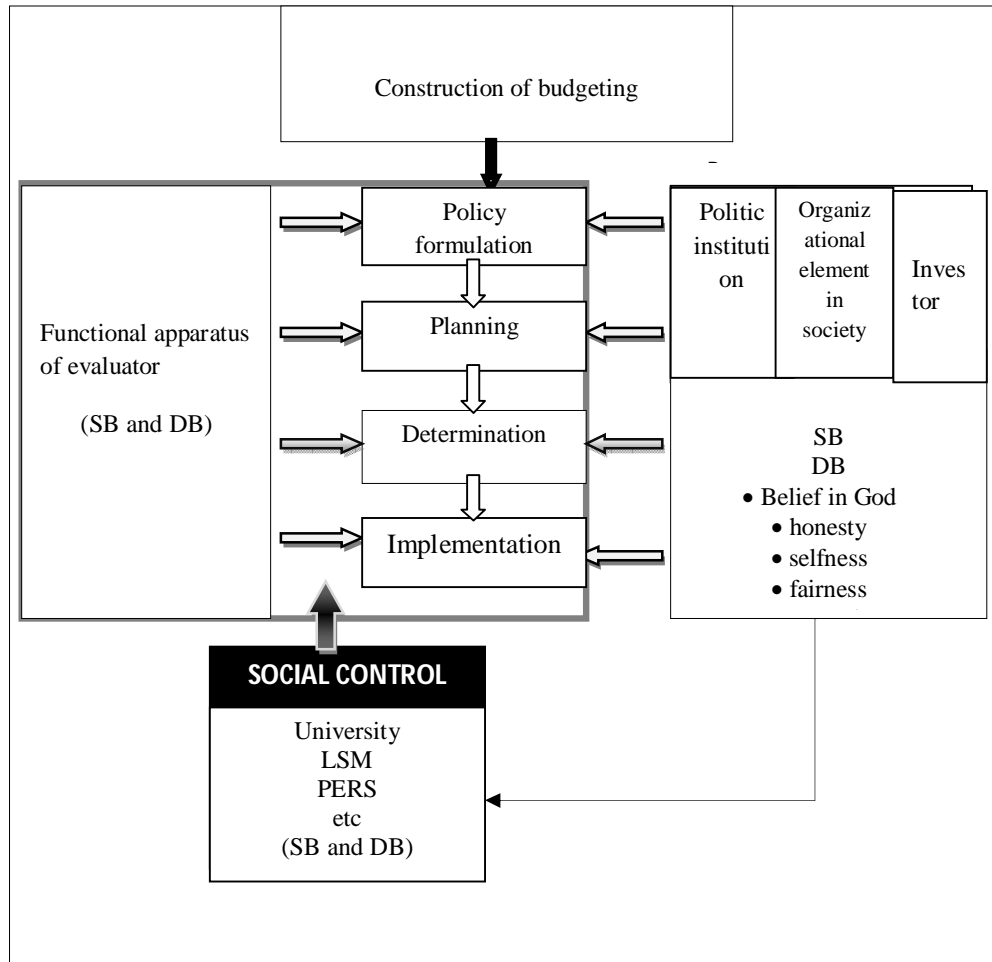 Construction of budgeting
Policy
formulation
Planning
Determination
Implementation
Functional apparatus
of evaluator
(SB and DB)
Politic
instituti
on
Organiz
ational
element
in
society
Inves
tor
SB
DB
• Belief in God
• honesty
• selfness
• fairness
SOCIAL CONTROL
University
LSM
PERS
etc
(SB and DB)